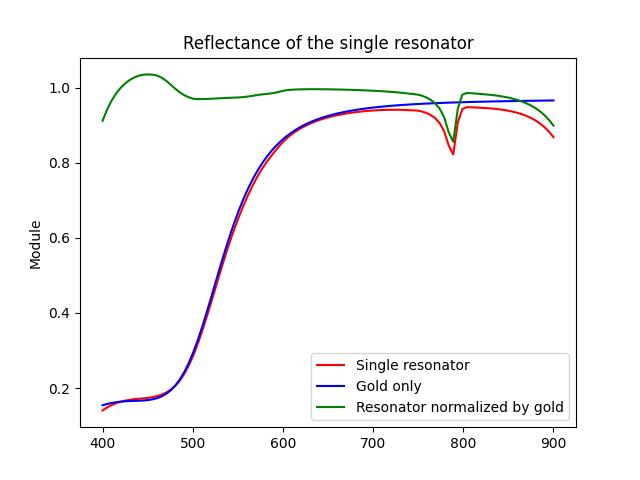 Reflectance of the single resonator
1.0
0.8
0.6
0.4
0.2
Module
400 500 600 700 800 900
Single resonator
Gold only
Resonator normalized by gold